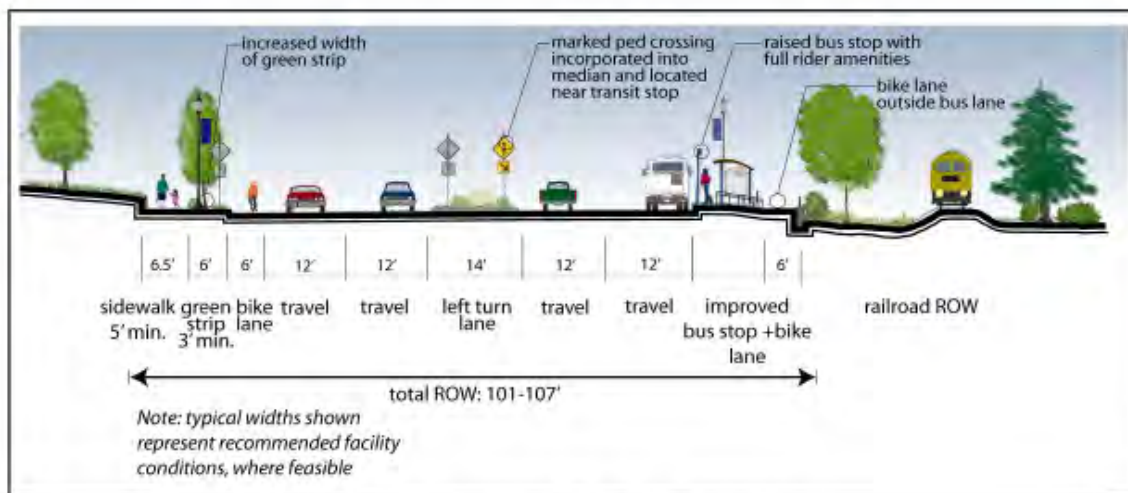 increased width
of green strip
marked ped crossing
incorporated into
median and located
near transit stop
raised bus stop with
full rider amenities
bike lane
outside bus lane
6.5' 6' 6' 12' 12' 14' 12' 12' 6'
sidewalk
5' min.
green
strip
3' min.
bike
lane
travel
travel
left turn
lane
travel
travel
improved
bus stop +bike
lane
railroad ROW
total ROW: 101-107'
Note: typical widths shown
represent recommended facility
conditions, where feasible